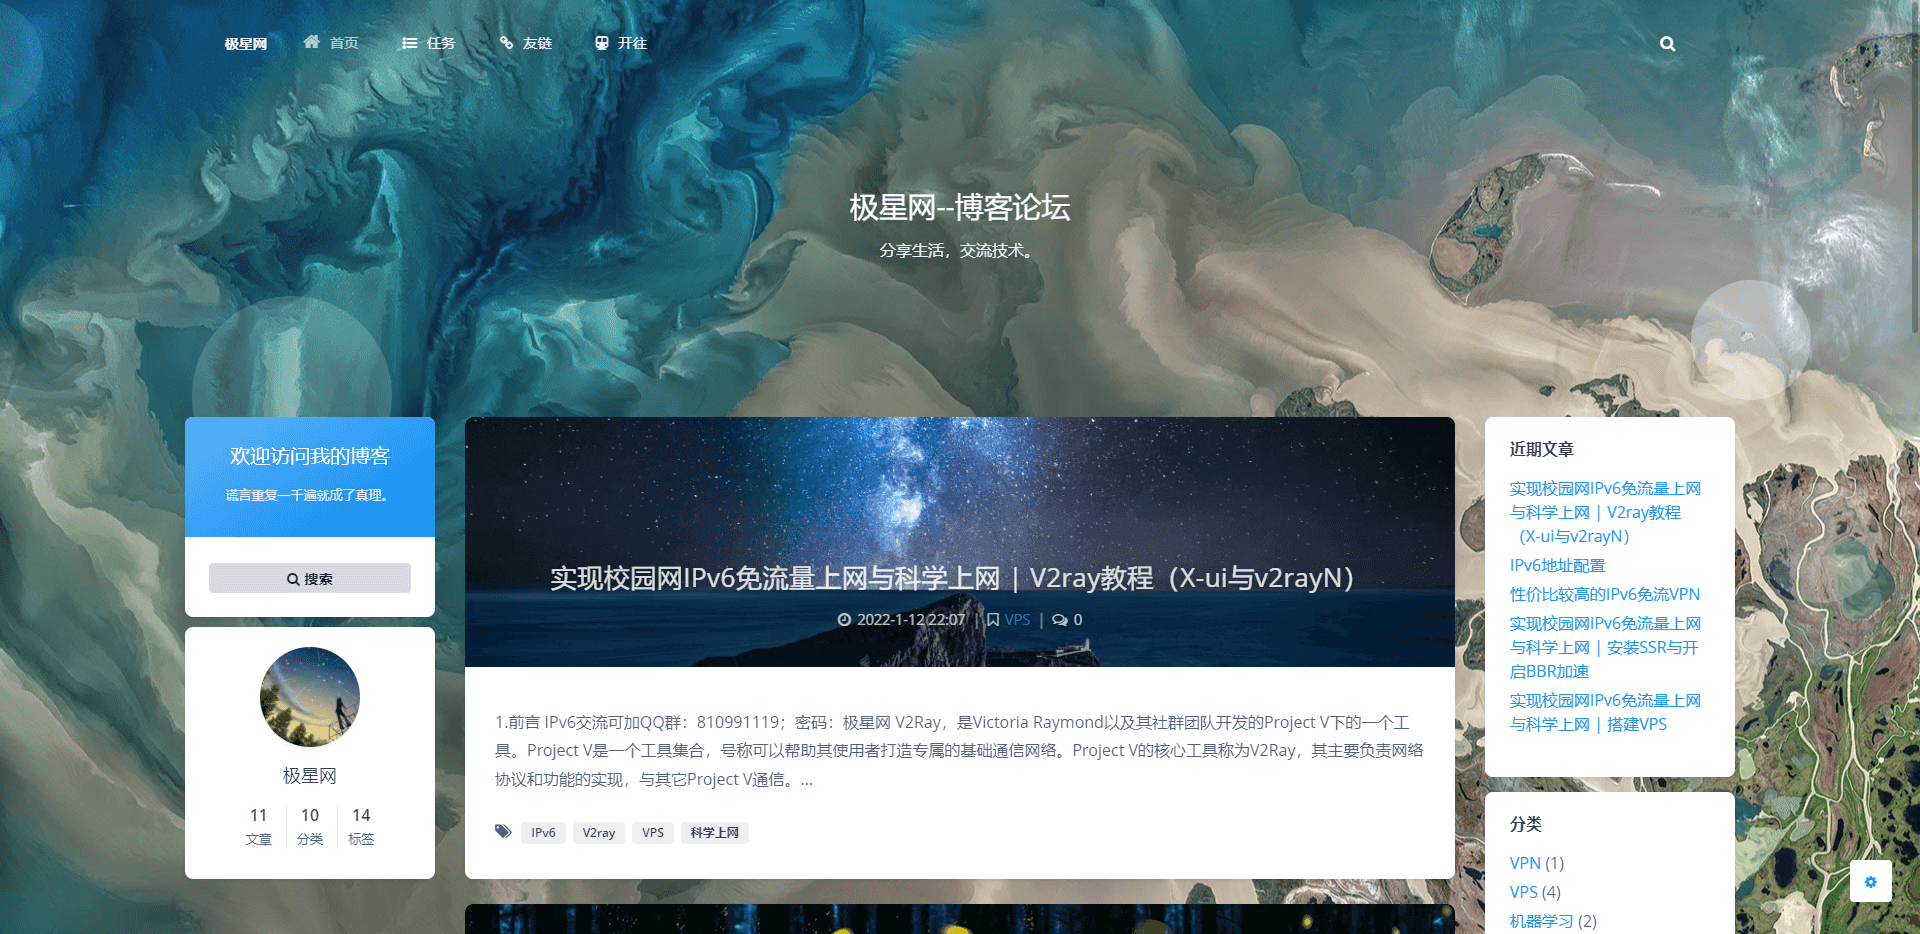 极星网 首页 任务 友链 开往
极星网--博客论坛
分享生活，交流技术。
欢迎访问我的博客
谎言重复一千遍就成了真理。
搜索
极星网
11 10 14
文章 分类 标签
实现校园网IPv6免流量上网与科学上网 | V2ray教程（X-ui与v2rayN）
2022-1-12 22:07 | VPS | 0
1.前言 IPv6交流可加QQ群：810991119；密码：极星网 V2Ray，是Victoria Raymond以及其社群团队开发的Project V下的一个工
具。Project V是一个工具集合，号称可以帮助其使用者打造专属的基础通信网络。Project V的核心工具称为V2Ray，其主要负责网络
协议和功能的实现，与其它Project V通信。...
IPv6 V2ray VPS 科学上网
近期文章
实现校园网IPv6免流量上网
与科学上网 | V2ray教程
（X-ui与v2rayN）
IPv6地址配置
性价比较高的IPv6免流VPN
实现校园网IPv6免流量上网
与科学上网 | 安装SSR与开
启BBR加速
实现校园网IPv6免流量上网
与科学上网 | 搭建VPS
分类
VPN (1)
VPS (4)
机器学习 (2)